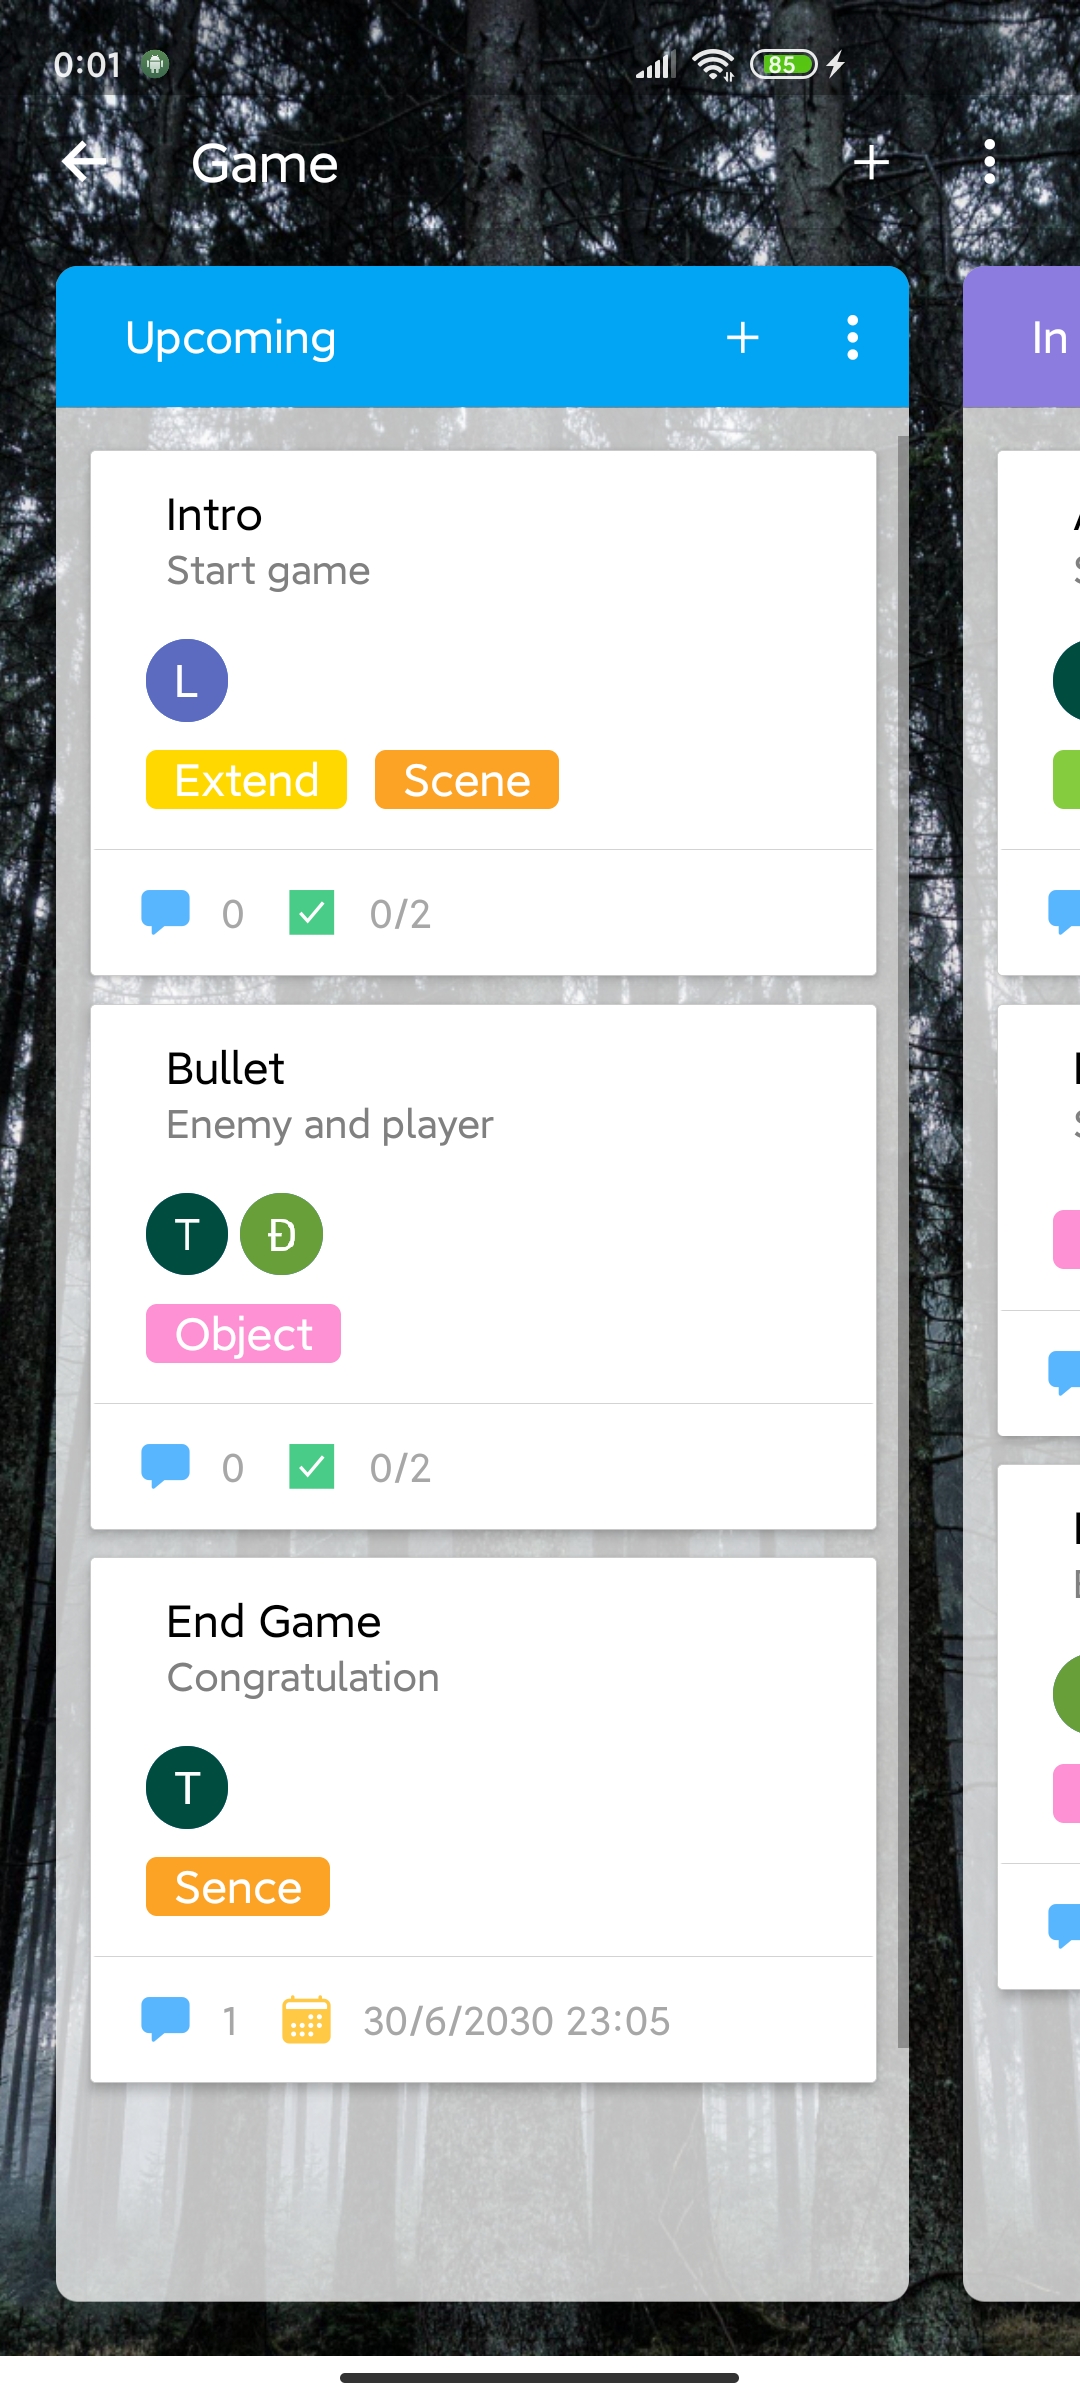 0:01
85
Game
Upcoming
In
Intro
Start game
L
Extend Scene
0 0/2
Bullet
Enemy and player
T Đ
Object
0 0/2
End Game
Congratulation
T
Sence
1 30/6/2030 23:05